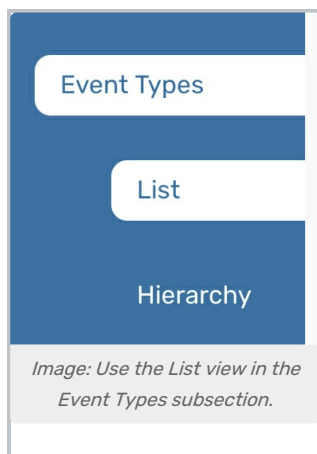 Event Types
List
Hierarchy
Image: Use the List view in the
Event Types subsection.